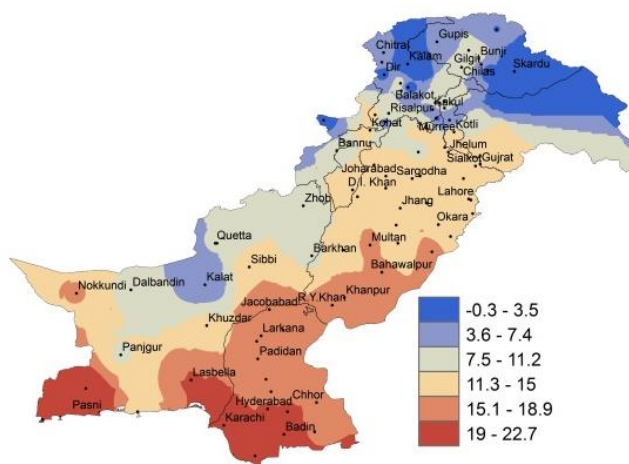 Gupis
Chitral
Kalam
Gilgit
Bunji
Skardu
Dir
Chilas
Balakot
Kakul
Risalpur
Murree
Kotli
Kohat
Bannu
Jhelum
Sialkot
Gujrat
Joharabad
Sargodha
D.I. Khan
Lahore
Zhob
Jhang
Okara
Quetta
Multan
Barkhan
Sibbi
Bahawalpur
Nokkundi
Dalbandin
Kalat
R.Y.Khan
Khanpur
Jacobabad
Khuzdar
Larkana
Panjgur
Padidan
Lasbella
Pasni
Hyderabad
Chhor
Karachi
Badin
-0.3 - 3.5
3.6 - 7.4
7.5 - 11.2
11.3 - 15
15.1 - 18.9
19 - 22.7